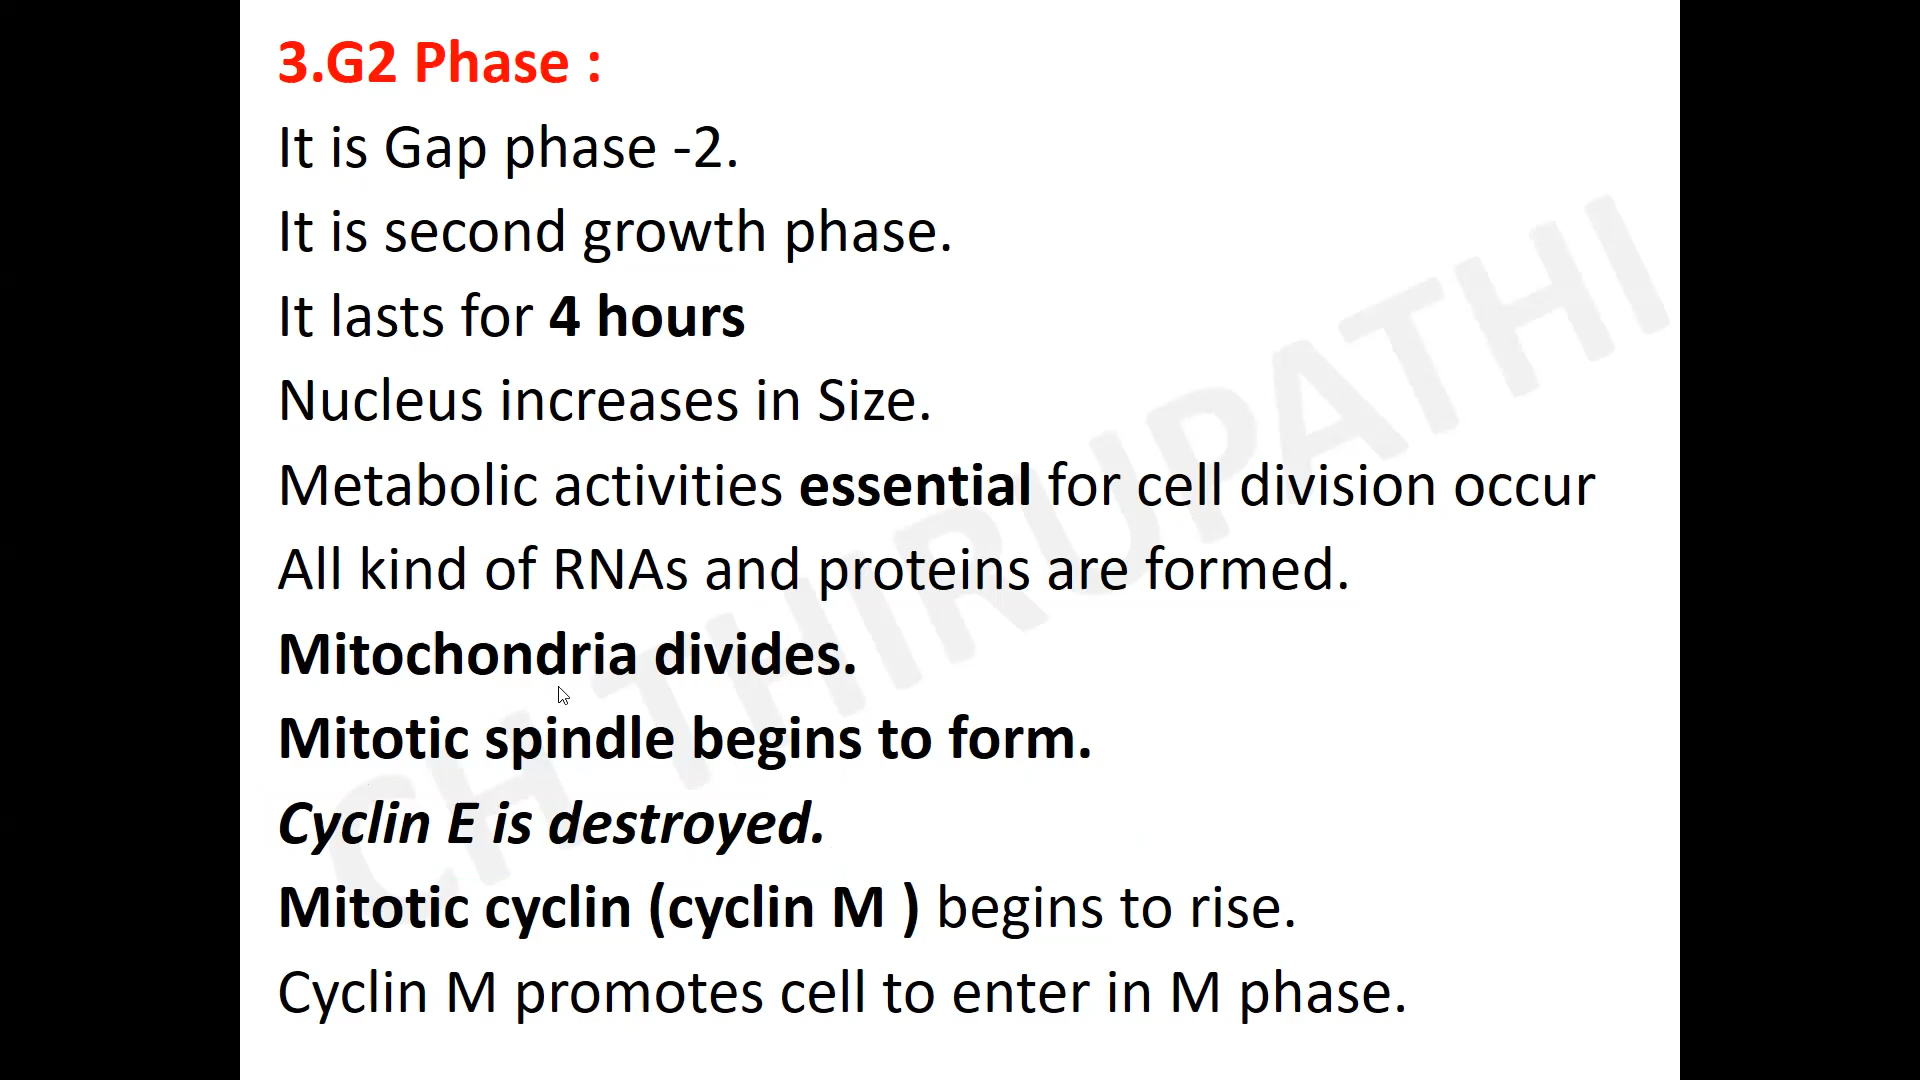 3.G2 Phase :
It is Gap phase -2.
It is second growth phase.
It lasts for 4 hours
Nucleus increases in Size.
Metabolic activities essential for cell division occur
All kind of RNAs and proteins are formed.
Mitochondria divides.
Mitotic spindle begins to form.
Cyclin E is destroyed.
Mitotic cyclin (cyclin M ) begins to rise.
Cyclin M promotes cell to enter in M phase.
CH THIRUPATHI